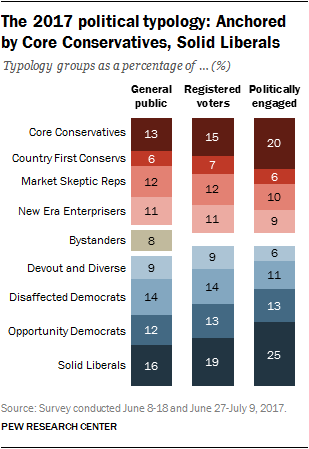 The 2017 political typology: Anchored
by Core Conservatives, Solid Liberals
Typology groups as a percentage of ... (%)
General public
Registered voters
Politically engaged
Core Conservatives 13 15 20
Country First Conservs 6 7 6
Market Skeptic Reps 12 12 10
New Era Enterprisers 11 11 9
Bystanders 8
Devout and Diverse 9 9 6
Disaffected Democrats 14 14 11
Opportunity Democrats 12 13 13
Solid Liberals 16 19 25
Source: Survey conducted June 8-18 and June 27-July 9, 2017.
PEW RESEARCH CENTER